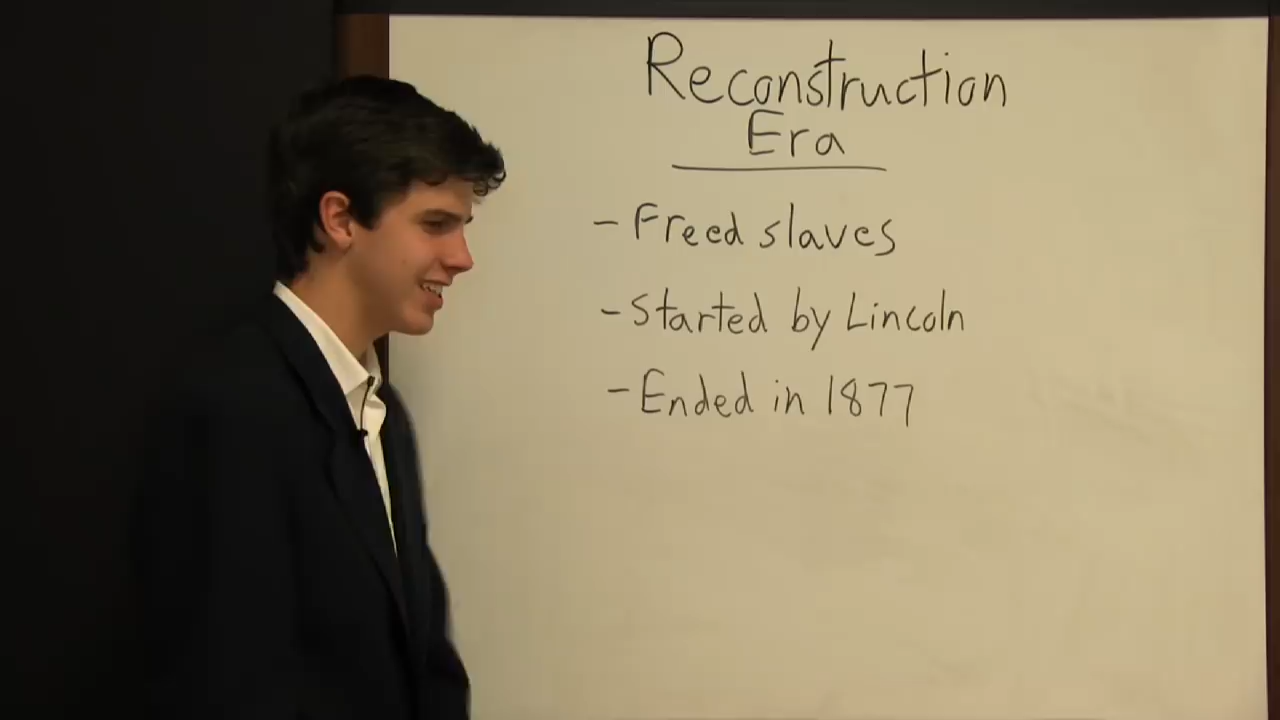 Reconstruction
Era
- Freed slaves
- Started by Lincoln
- Ended in 1877